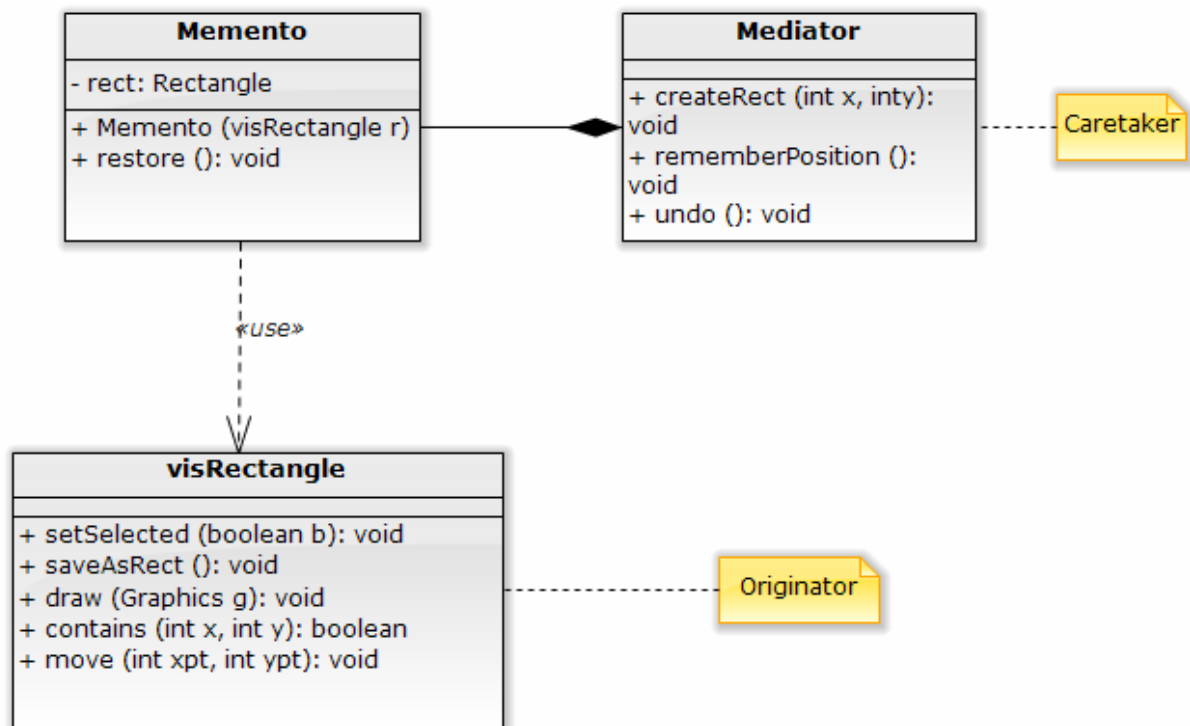 Memento
- rect: Rectangle
+ Memento (visRectangle r)
+ restore (): void
Mediator
+ createRect (int x, inty):
void
+ rememberPosition ():
void
+ undo (): void
Caretaker
«use»
visRectangle
+ setSelected (boolean b): void
+ saveAsRect (): void
+ draw (Graphics g): void
+ contains (int x, int y): boolean
+ move (int xpt, int ypt): void
Originator